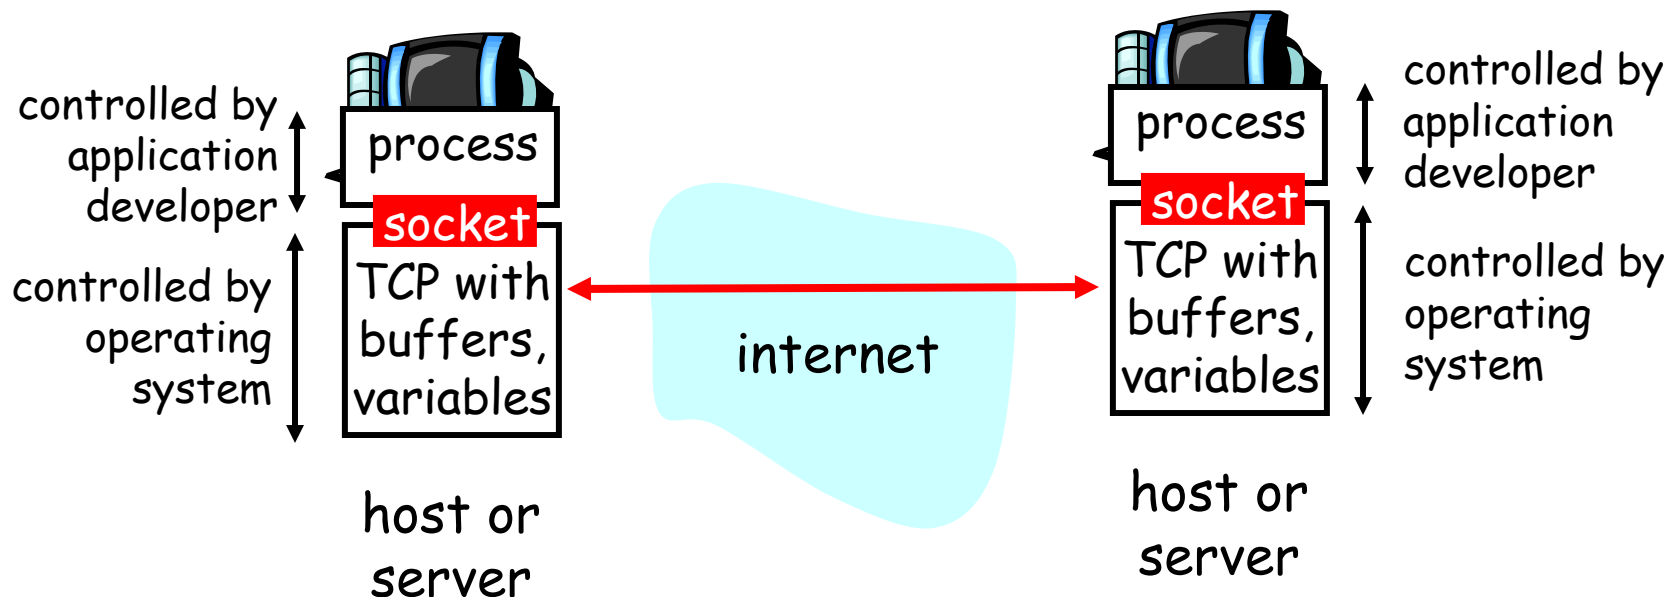 controlled by
application
developer
process
socket
controlled by
operating
system
TCP with
buffers,
variables
host or
server
internet
process
socket
controlled by
application
developer
TCP with
buffers,
variables
controlled by
operating
system
host or
server